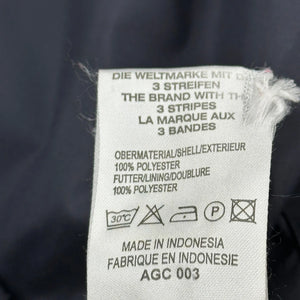 DIE WELTMARKE MIT D
3 STREIFEN
THE BRAND WITH THE
3 STRIPES
LA MARQUE AUX
3 BANDES
OBERMATERIAL/SHELL/EXTERIEUR
100% POLYESTER
FUTTER/LINING/DOUBLURE
100% POLYESTER
30°C P
MADE IN INDONESIA
FABRIQUE EN INDONESIE
AGC 003